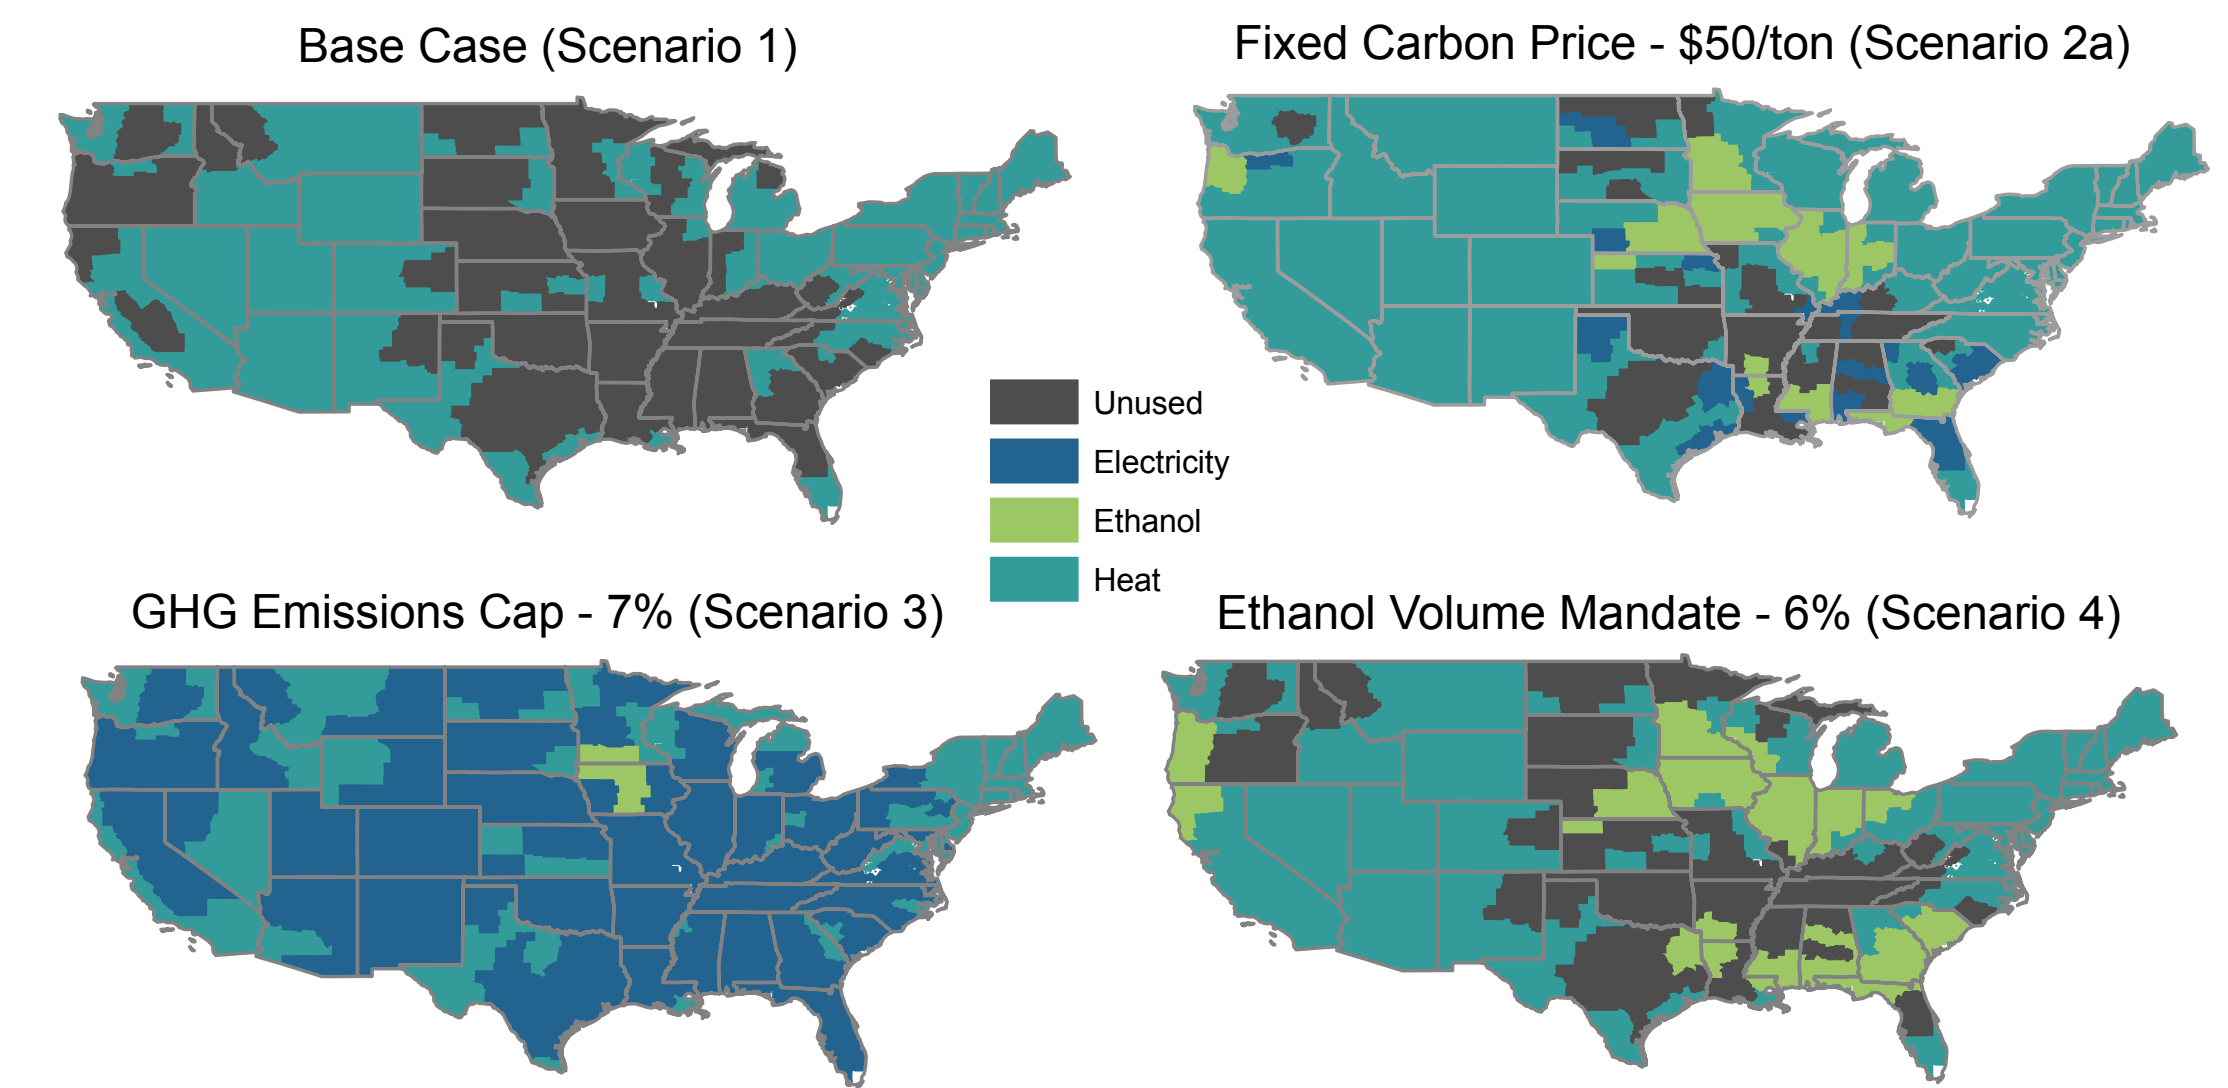 Base Case (Scenario 1)
Fixed Carbon Price - $50/ton (Scenario 2a)
Unused
Electricity
Ethanol
Heat
GHG Emissions Cap - 7% (Scenario 3)
Ethanol Volume Mandate - 6% (Scenario 4)